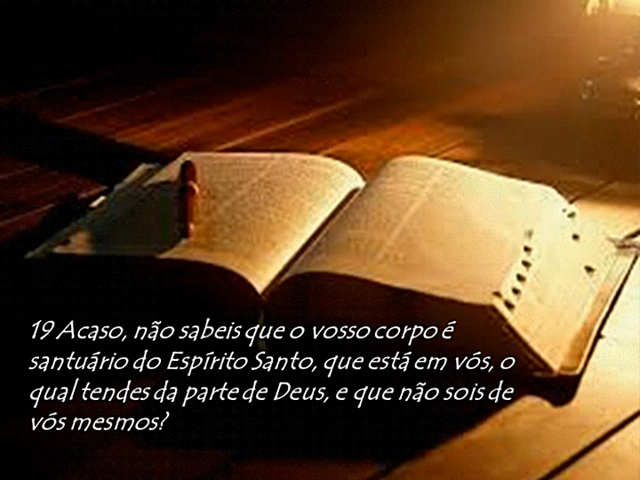 19 Acaso, não sabeis que o vosso corpo é
santuário do Espírito Santo, que está em vós, o
qual tendes da parte de Deus, e que não sois de
vós mesmos?